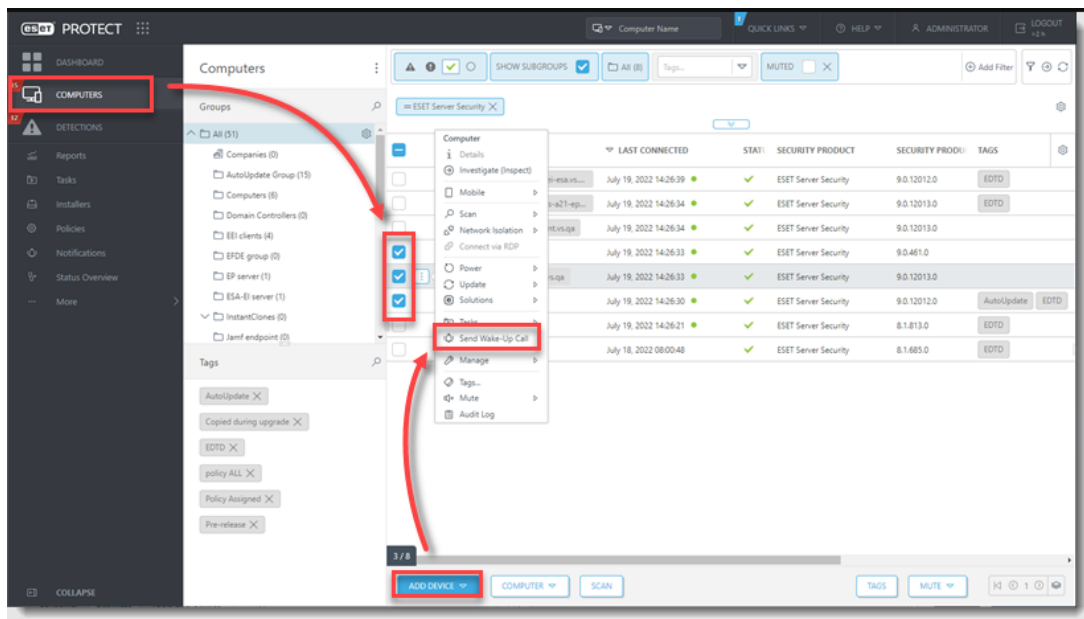 eset PROTECT
Computer Name
QUICK LINKS
HELP
ADMINISTRATOR
LOGOUT
>2 h
DASHBOARD
COMPUTERS
DETECTIONS
Reports
Tasks
Installers
Policies
Notifications
Status Overview
More
COLLAPSE
Computers
Groups
All (51)
Companies (0)
AutoUpdate Group (15)
Computers (6)
Domain Controllers (0)
EEI clients (4)
EFDE group (0)
EP server (1)
ESA-EI server (1)
InstantClones (0)
Jamf endpoint (0)
Tags
AutoUpdate
Copied during upgrade
EDTD
policy ALL
Policy Assigned
Pre-release
SHOW SUBGROUPS
All (8)
Tags...
MUTED
Add Filter
= ESET Server Security
LAST CONNECTED
SECURITY PRODUCT
TAGS
July 19, 2022 14:26:39 ESET Server Security 9.0.12012.0 EDTD
July 19, 2022 14:26:34 ESET Server Security 9.0.12013.0 EDTD
July 19, 2022 14:26:34 ESET Server Security 9.0.12013.0
July 19, 2022 14:26:33 ESET Server Security 9.0.461.0
July 19, 2022 14:26:33 ESET Server Security 9.0.12013.0
July 19, 2022 14:26:30 ESET Server Security 9.0.12012.0 AutoUpdate EDTD
July 19, 2022 14:26:21 ESET Server Security 8.1.813.0 EDTD
July 18, 2022 08:00:48 ESET Server Security 8.1.685.0 EDTD
Computer
Details
Investigate (Inspect)
Mobile
Scan
Network Isolation
Connect via RDP
Power
Update
Solutions
Tasks
Send Wake-Up Call
Manage
Tags...
Mute
Audit Log
3 / 8
ADD DEVICE
COMPUTER
SCAN
TAGS
MUTE
1